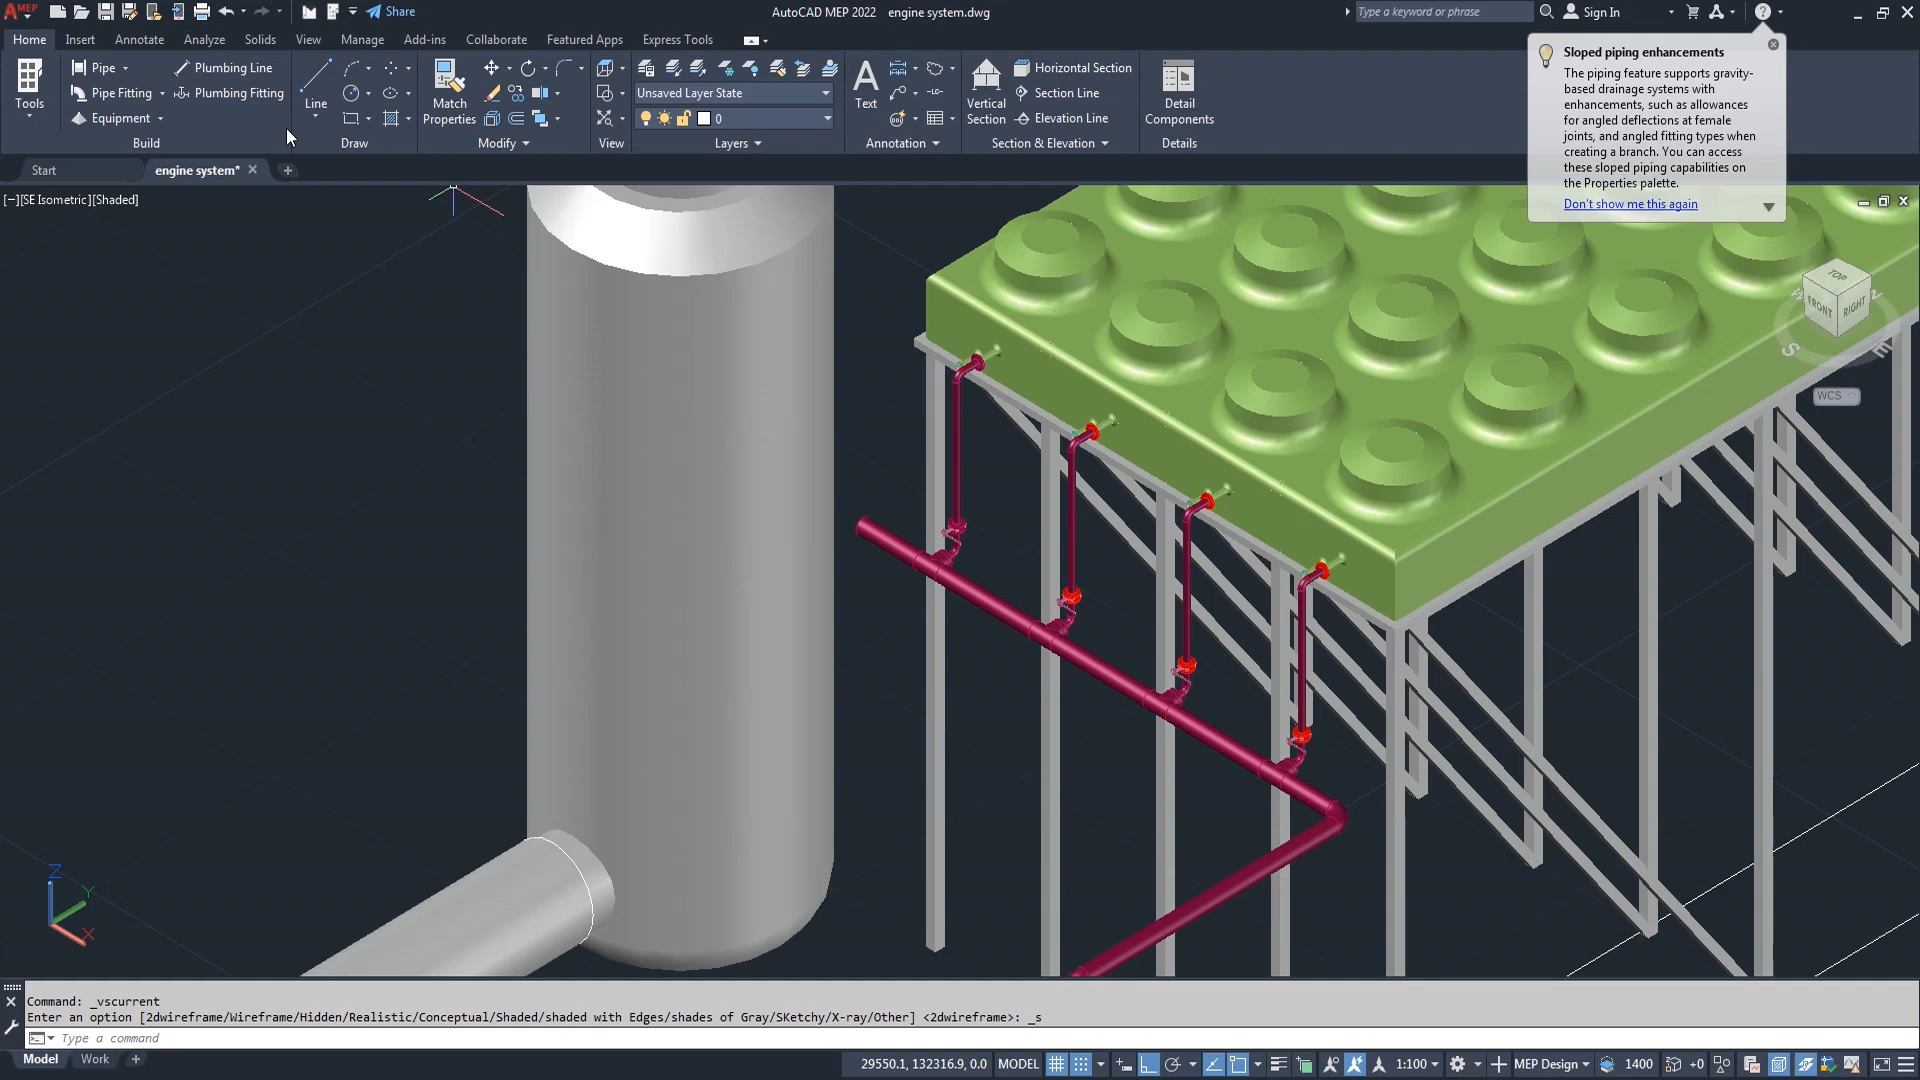 MEP
Share
AutoCAD MEP 2022 engine system.dwg
Type a keyword or phrase
Sign In
Home Insert Annotate Analyze Solids View Manage Add-ins Collaborate Featured Apps Express Tools
Tools
Pipe
Pipe Fitting
Equipment
Plumbing Line
Plumbing Fitting
Build
Line
Draw
Match
Properties
Modify
View
Unsaved Layer State
0
Layers
Text
Annotation
Vertical
Section
Horizontal Section
Section Line
Elevation Line
Section & Elevation
Detail
Components
Details
Sloped piping enhancements
The piping feature supports gravity-
based drainage systems with
enhancements, such as allowances
for angled deflections at female
joints, and angled fitting types when
creating a branch. You can access
these sloped piping capabilities on
the Properties palette.
Don't show me this again
Start
engine system*
[−][SE Isometric][Shaded]
TOP
FRONT
RIGHT
S
E
WCS
Z
Y
X
Command: _vscurrent
Enter an option [2dwireframe/Wireframe/Hidden/Realistic/Conceptual/Shaded/shaded with Edges/shades of Gray/SKetchy/X-ray/Other] <2dwireframe>: _s
Type a command
Model
Work
29550.1, 132316.9, 0.0
MODEL
1:100
MEP Design
1400
+0